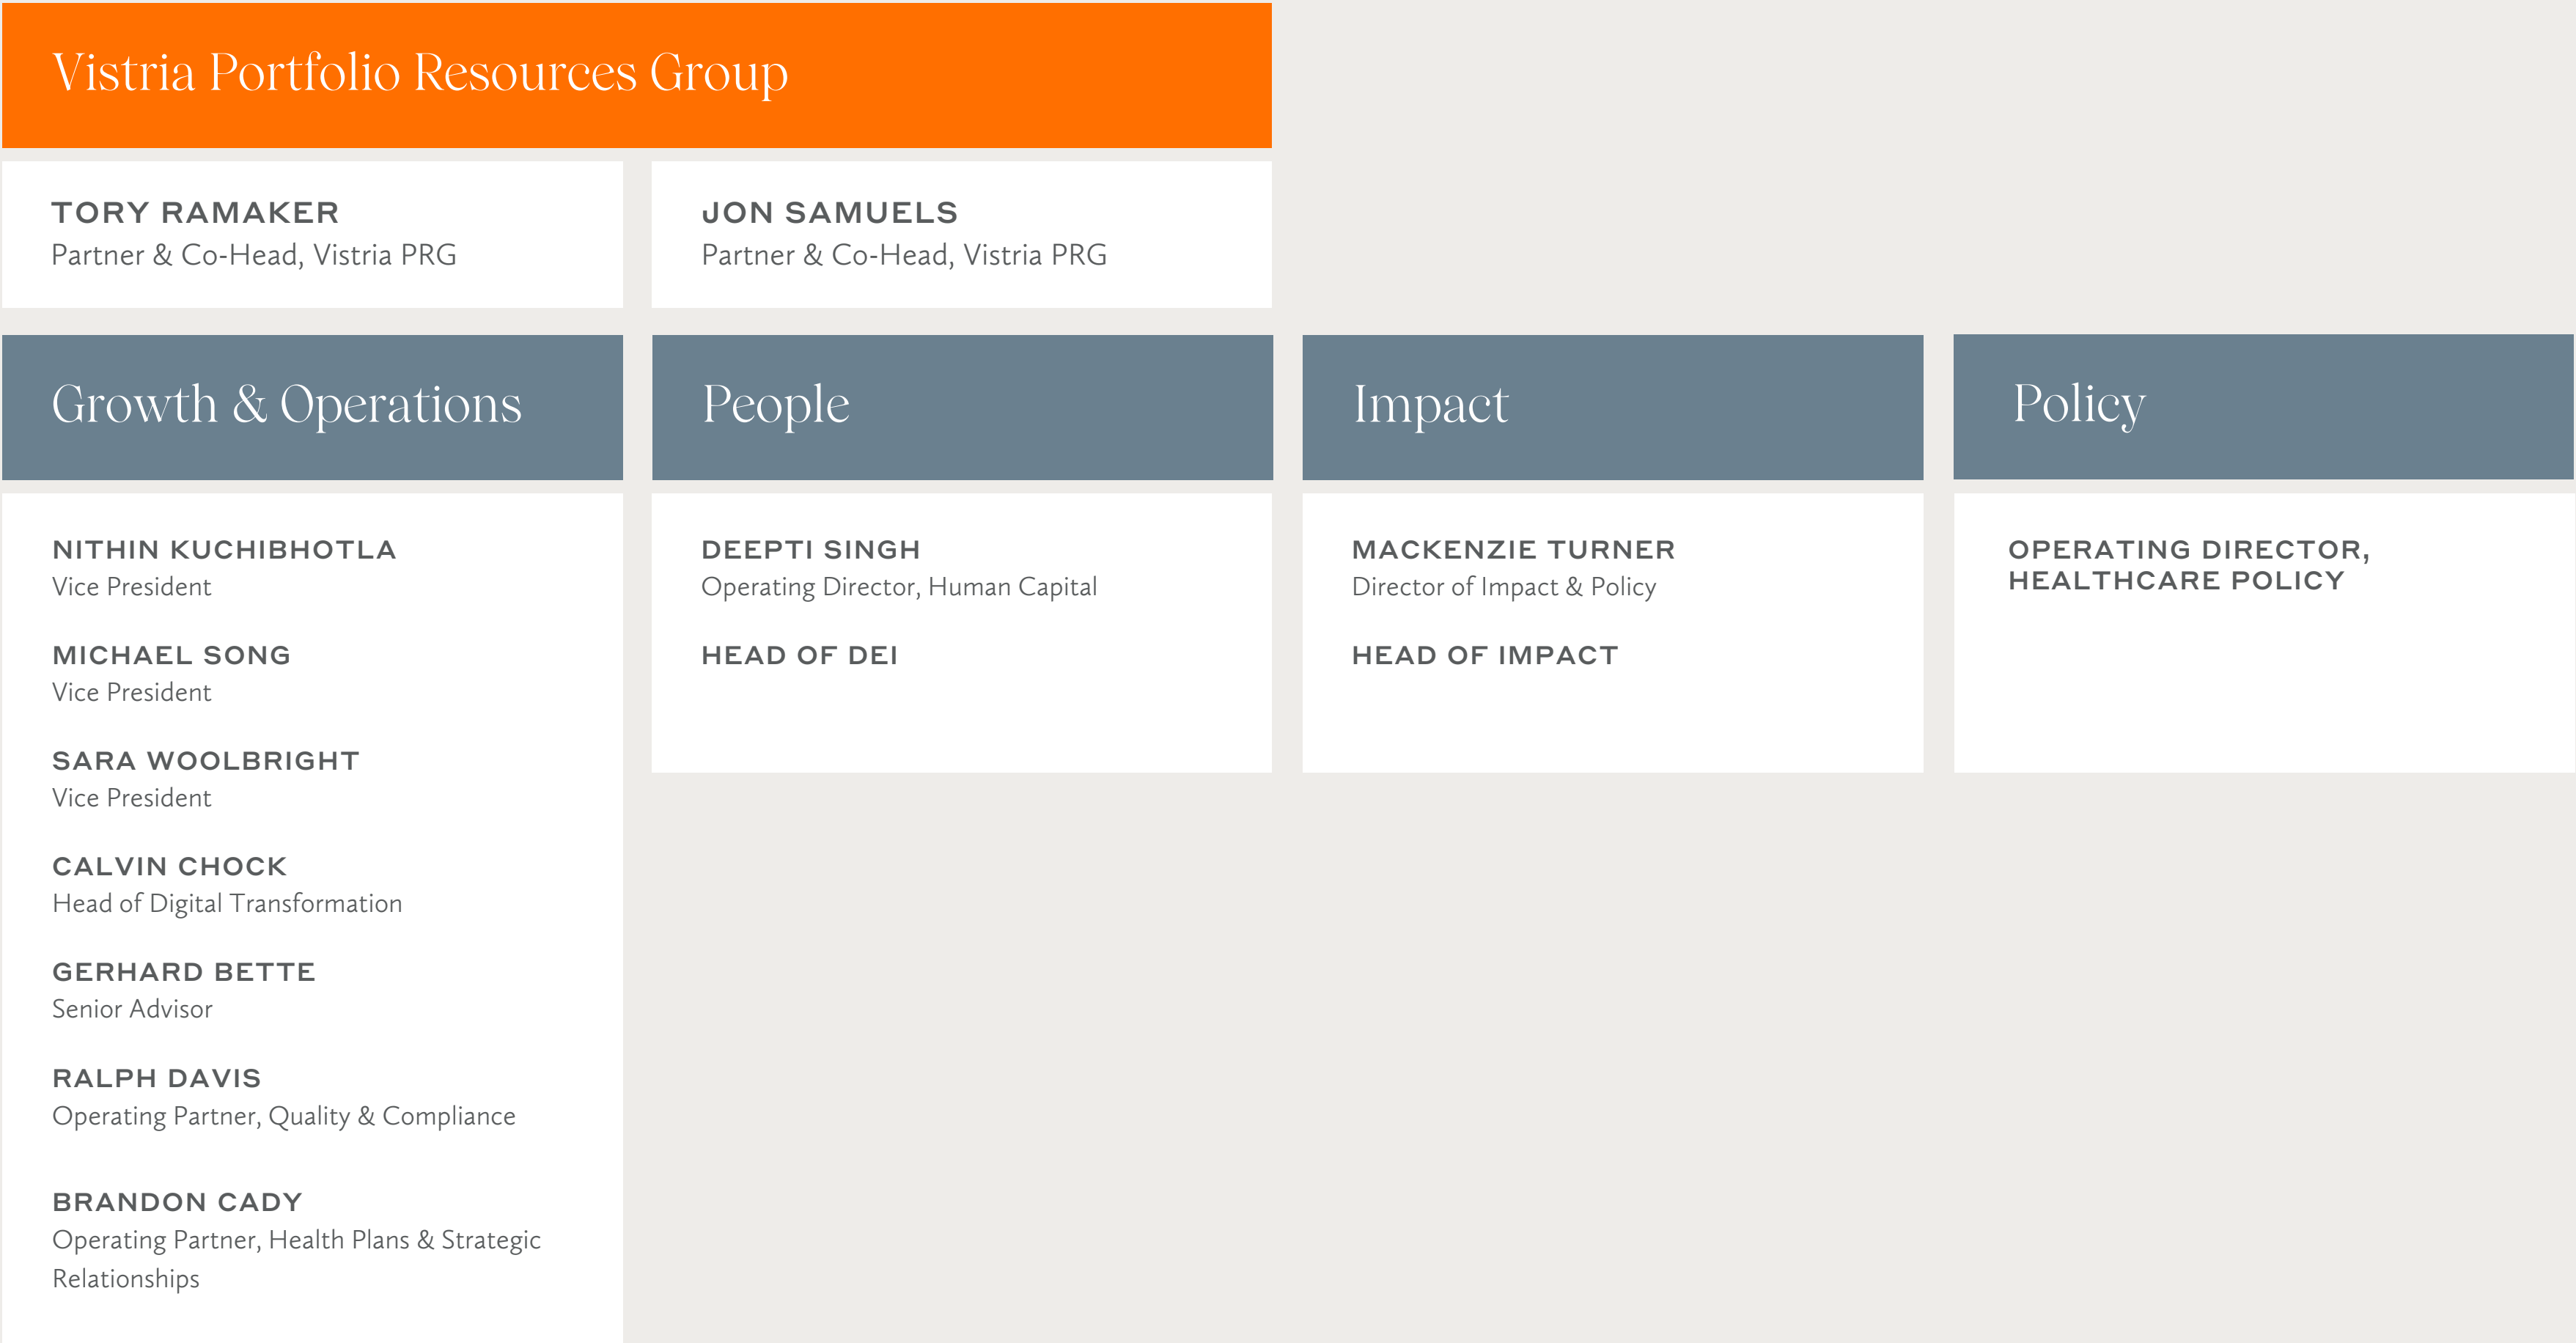 Vistria Portfolio Resources Group
TORY RAMAKER
Partner & Co-Head, Vistria PRG
JON SAMUELS
Partner & Co-Head, Vistria PRG
Growth & Operations
NITHIN KUCHIBHOTLA
Vice President
MICHAEL SONG
Vice President
SARA WOOLBRIGHT
Vice President
CALVIN CHOCK
Head of Digital Transformation
GERHARD BETTE
Senior Advisor
RALPH DAVIS
Operating Partner, Quality & Compliance
BRANDON CADY
Operating Partner, Health Plans & Strategic
Relationships
People
DEEPTI SINGH
Operating Director, Human Capital
HEAD OF DEI
Impact
MACKENZIE TURNER
Director of Impact & Policy
HEAD OF IMPACT
Policy
OPERATING DIRECTOR,
HEALTHCARE POLICY